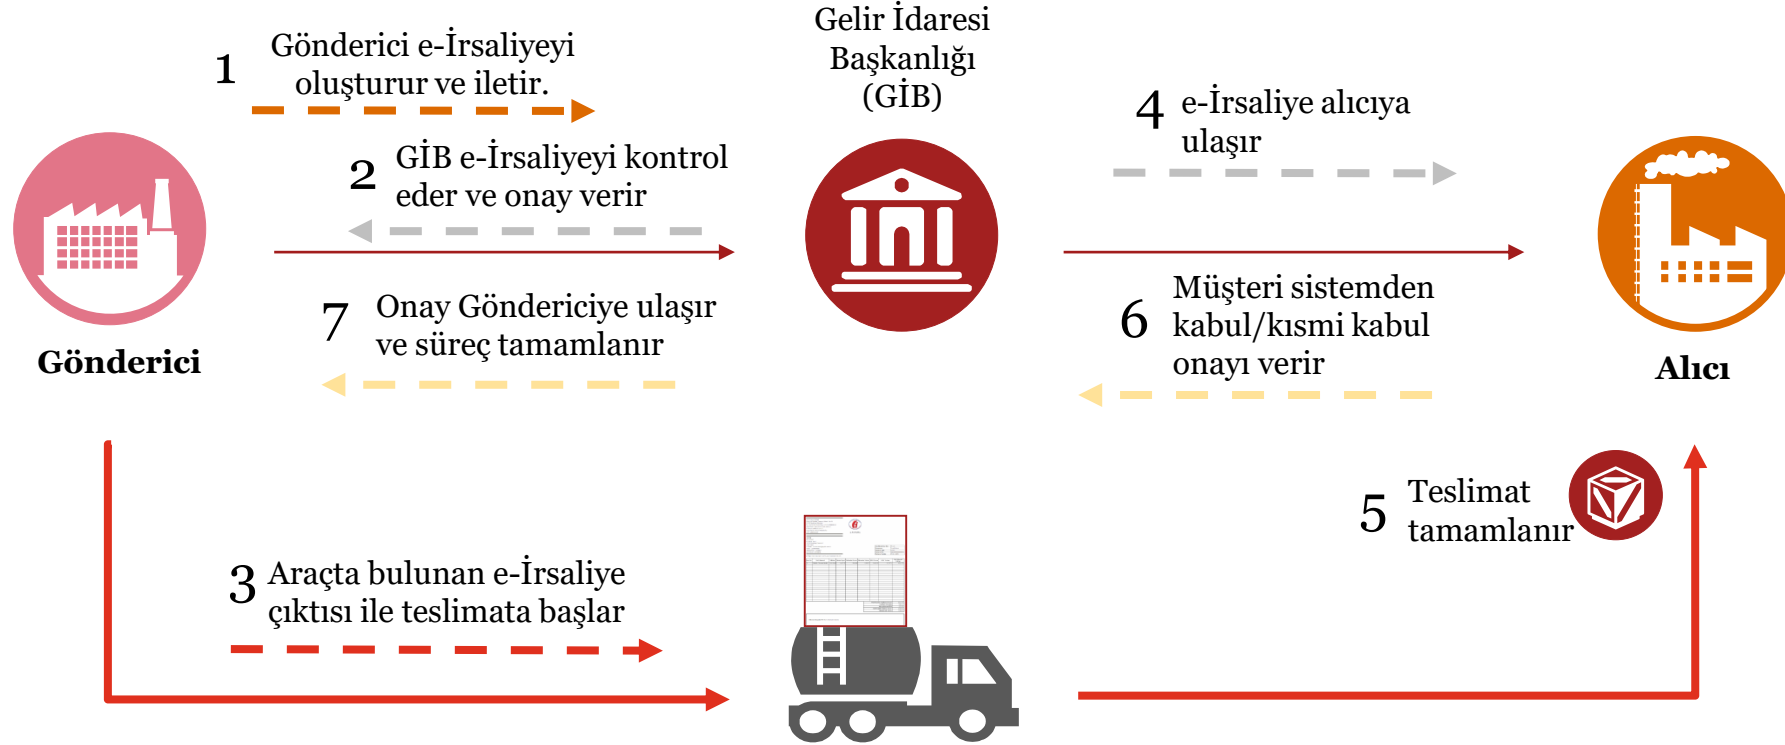 1
Gönderici e-İrsaliyeyi
oluşturur ve iletir.
2
GİB e-İrsaliyeyi kontrol
eder ve onay verir
Gelir İdaresi
Başkanlığı
(GİB)
4
e-İrsaliye alıcıya
ulaşır
7
Onay Göndericiye ulaşır
ve süreç tamamlanır
6
Müşteri sistemden
kabul/kısmi kabul
onayı verir
Gönderici
Alıcı
5
Teslimat
tamamlanır
3
Araçta bulunan e-İrsaliye
çıktısı ile teslimata başlar